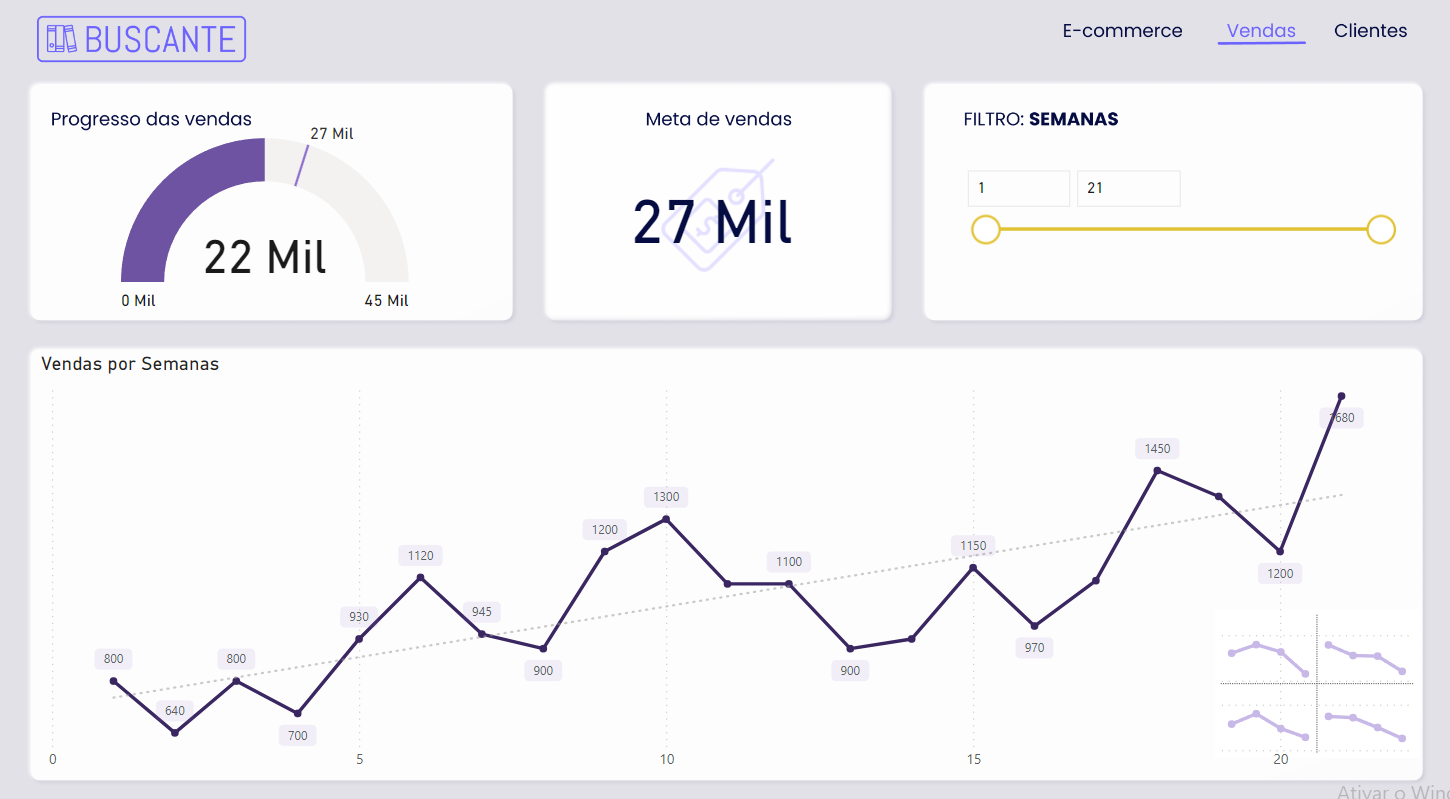 BUSCANTE
E-commerce Vendas Clientes
Progresso das vendas
27 Mil
22 Mil
0 Mil 45 Mil
Meta de vendas
27 Mil
FILTRO: SEMANAS
1 21
Vendas por Semanas
800
640
800
700
930
1120
945
900
1200
1300
1100
900
1150
970
1450
1200
1680
0 5 10 15 20
Ativar o Wind